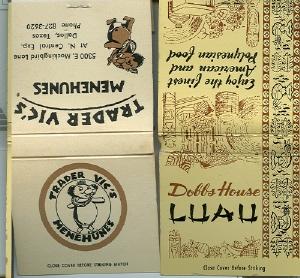 TRADER VIC'S
MENEHUNES
5300 E. Mockingbird Lane
At N. Central Exp.
Dallas, Texas
Phone 827-3620
TRADER VIC'S
MENEHUNES
CLOSE COVER BEFORE STRIKING MATCH
Enjoy the finest
American and
Polynesian food
Dobbs House
LUAU
Close Cover Before Striking